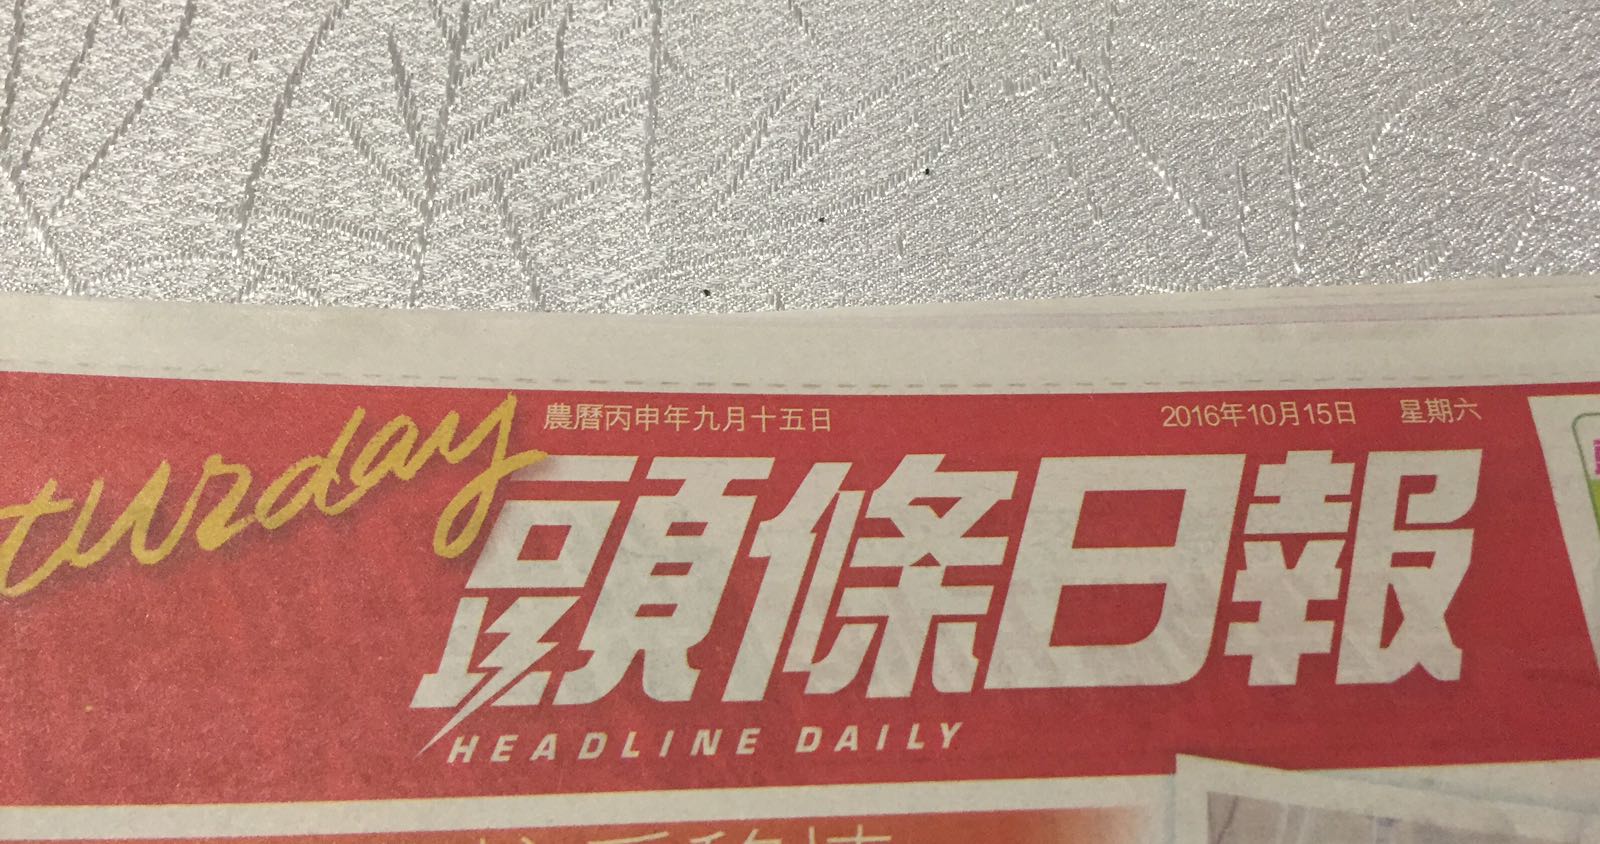 農曆丙申年九月十五日
2016年10月15日 星期六
turday
頭條日報
HEADLINE DAILY